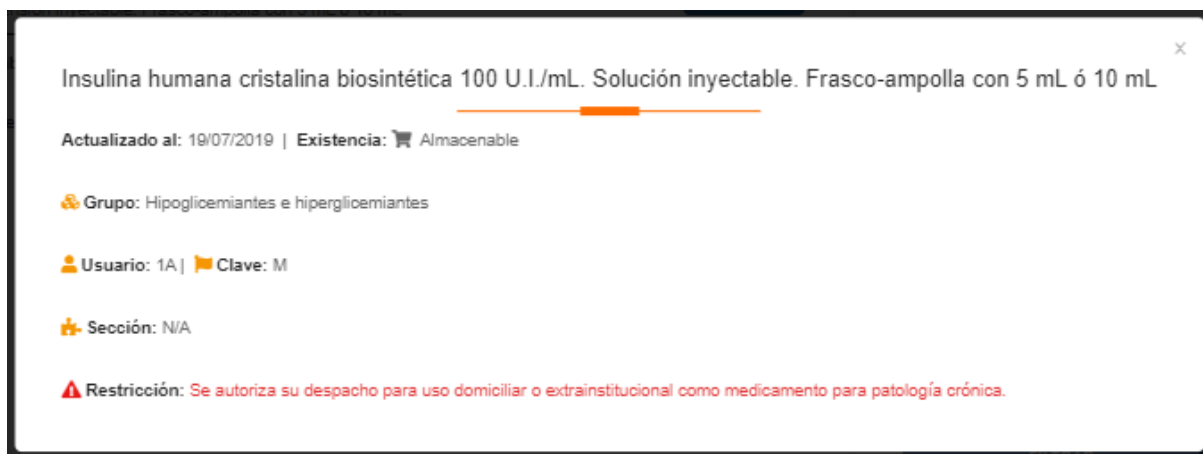 Insulina humana cristalina biosintética 100 U.I./mL. Solución inyectable. Frasco-ampolla con 5 mL ó 10 mL
Actualizado al: 19/07/2019 | Existencia: Almacenable
Grupo: Hipoglicemiantes e hiperglicemiantes
Usuario: 1A | Clave: M
Sección: N/A
Restricción: Se autoriza su despacho para uso domiciliar o extrainstitucional como medicamento para patología crónica.